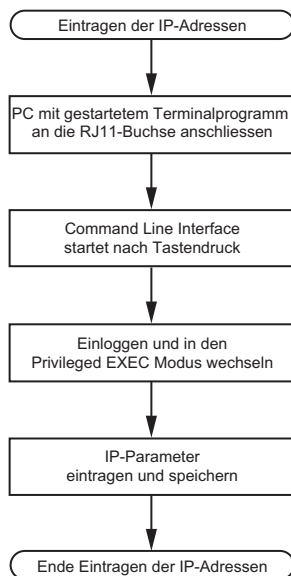 Eintragen der IP-Adressen
PC mit gestartetem Terminalprogramm
an die RJ11-Buchse anschliessen
Command Line Interface
startet nach Tastendruck
Einloggen und in den
Privileged EXEC Modus wechseln
IP-Parameter
eintragen und speichern
Ende Eintragen der IP-Adressen